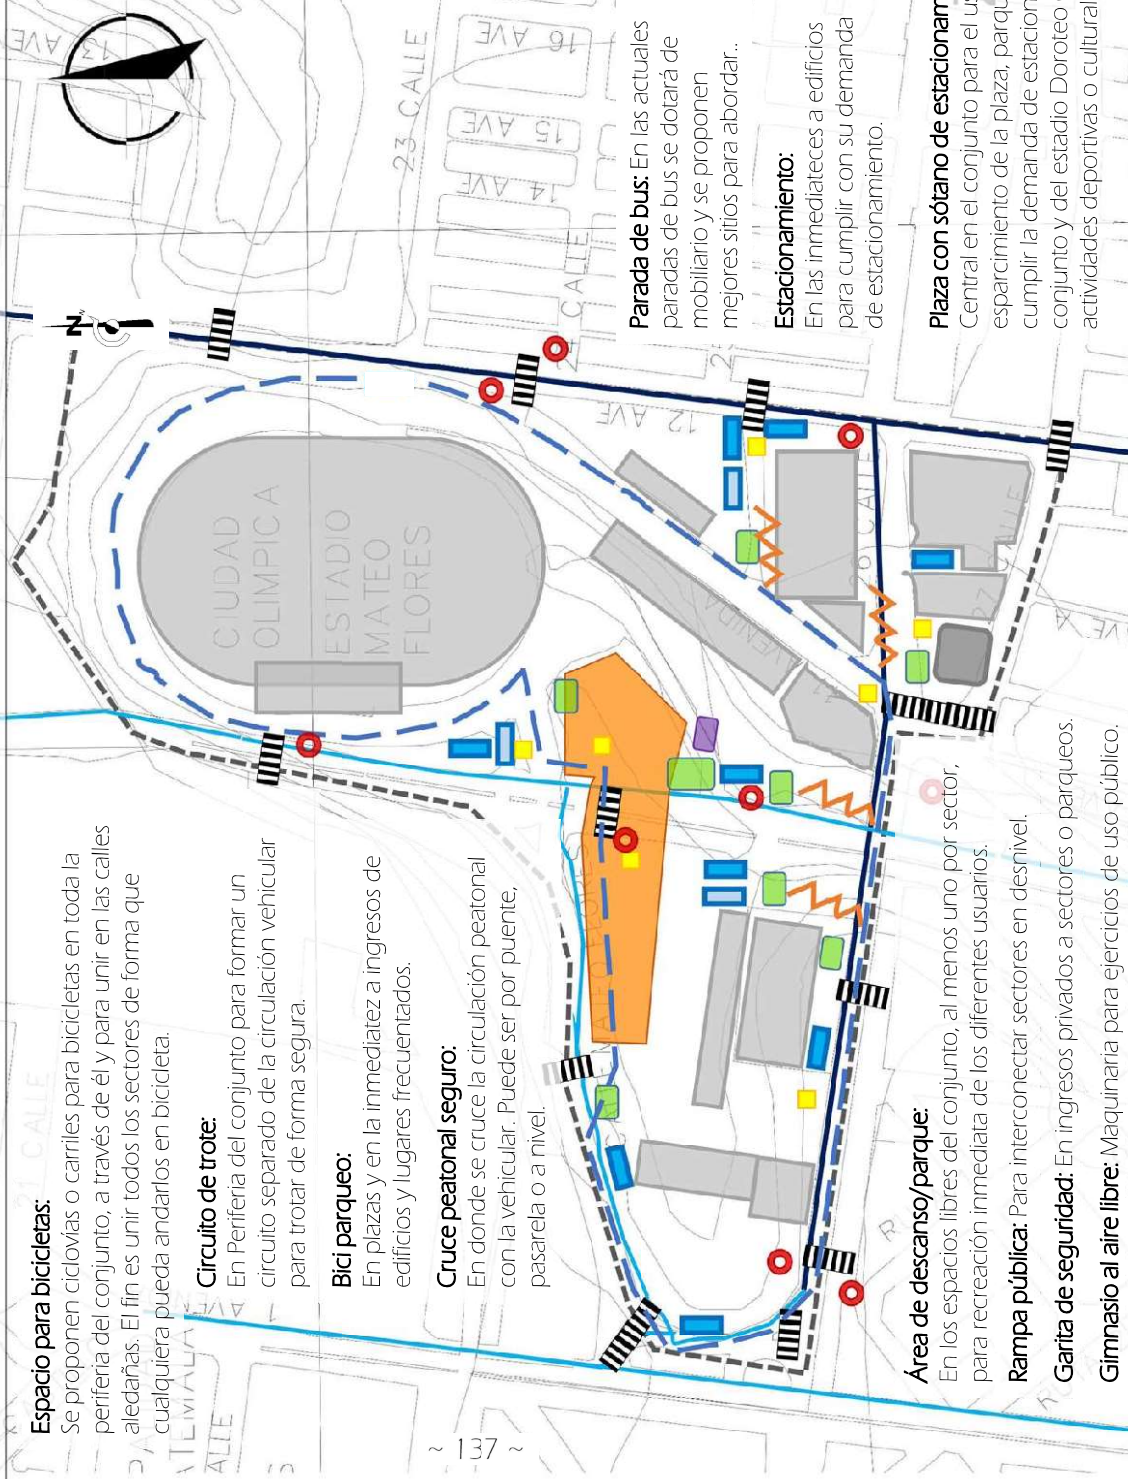 Espacio para bicicletas:
Se proponen ciclovías o carriles para bicicletas en toda la
periferia del conjunto, a través de él y para unir en las calles
aledañas. El fin es unir todos los sectores de forma que
cualquiera pueda andarlos en bicicleta.
Circuito de trote:
En Periferia del conjunto para formar un
circuito separado de la circulación vehicular
para trotar de forma segura.
Bici parqueo:
En plazas y en la inmediatez a ingresos de
edificios y lugares frecuentados.
Cruce peatonal seguro:
En donde se cruce la circulación peatonal
con la vehicular. Puede ser por puente,
pasarela o a nivel.
Área de descanso/parque:
En los espacios libres del conjunto, al menos uno por sector,
para recreación inmediata de los diferentes usuarios.
Rampa pública: Para interconectar sectores en desnivel.
Garita de seguridad: En ingresos privados a sectores o parqueos.
Gimnasio al aire libre: Maquinaria para ejercicios de uso público.
Parada de bus: En las actuales
paradas de bus se dotará de
mobiliario y se proponen
mejores sitios para abordar..
Estacionamiento:
En las inmediateces a edificios
para cumplir con su demanda
de estacionamiento.
Plaza con sótano de estacionam
Central en el conjunto para el us
esparcimiento de la plaza, parqu
cumplir la demanda de estacion
conjunto y del estadio Doroteo
actividades deportivas o cultural
CIUDAD
OLIMPICA
ESTADIO
MATEO
FLORES
13 AVE
14 AVE
15 AVE
16 AVE
23 CALLE
12 AVE
CALLE
AVENIDA
21 CALLE
1 AVEN
N
~ 137 ~